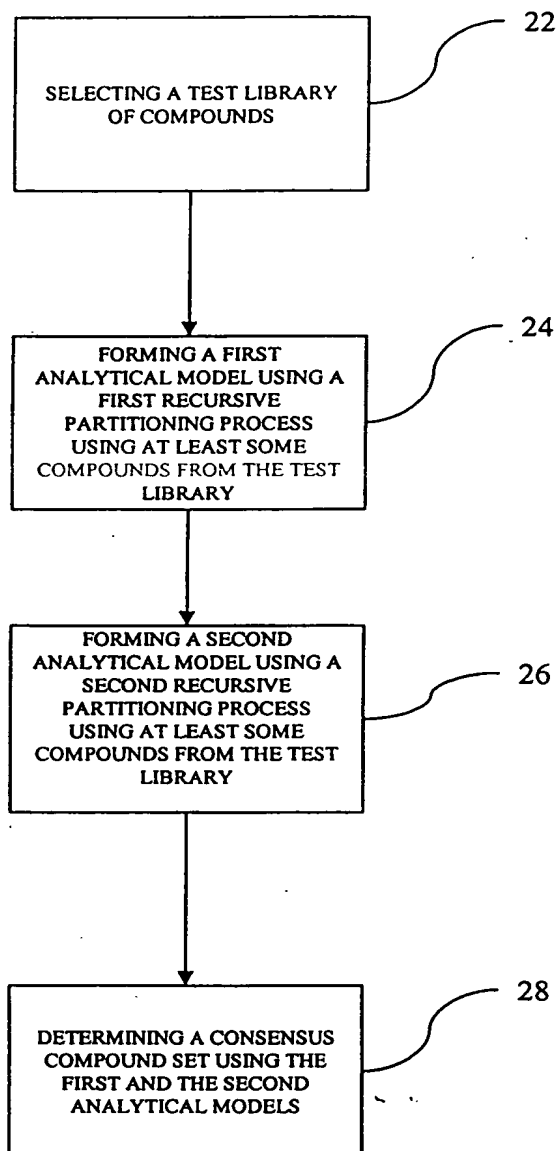 22
SELECTING A TEST LIBRARY
OF COMPOUNDS
24
FORMING A FIRST
ANALYTICAL MODEL USING A
FIRST RECURSIVE
PARTITIONING PROCESS
USING AT LEAST SOME
COMPOUNDS FROM THE TEST
LIBRARY
FORMING A SECOND
ANALYTICAL MODEL USING A
SECOND RECURSIVE
PARTITIONING PROCESS
USING AT LEAST SOME
COMPOUNDS FROM THE TEST
LIBRARY
26
28
DETERMINING A CONSENSUS
COMPOUND SET USING THE
FIRST AND THE SECOND
ANALYTICAL MODELS